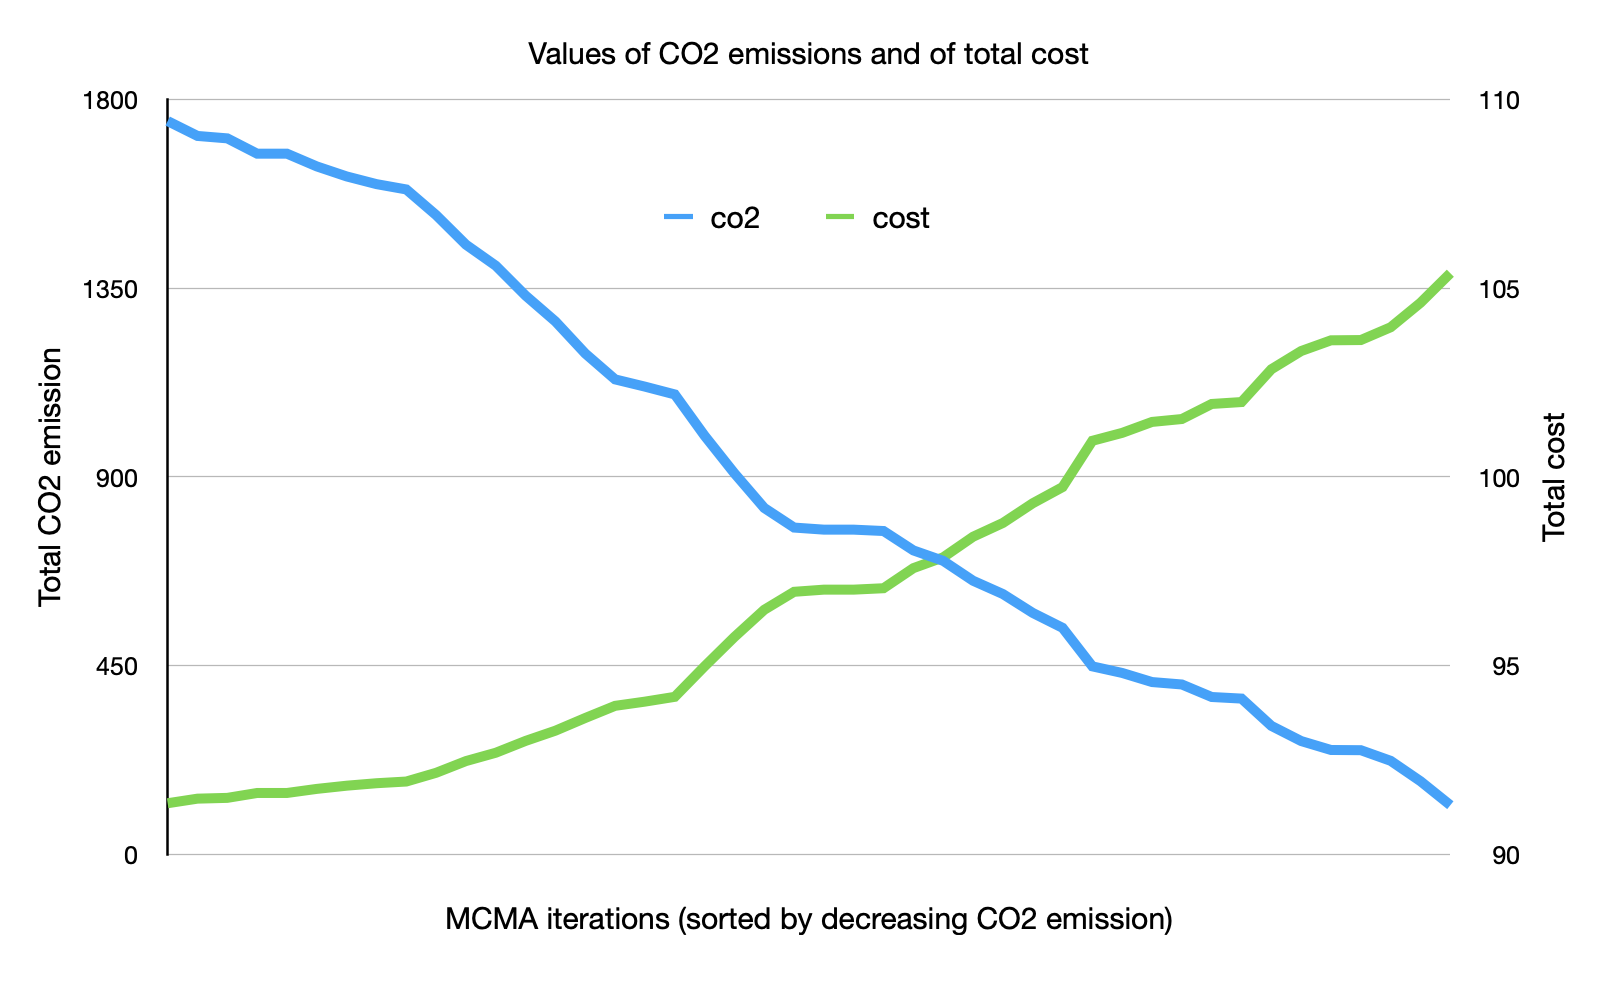 Values of CO2 emissions and of total cost
1800
1350
900
450
0
Total CO2 emission
co2
cost
110
105
100
95
90
Total cost
MCMA iterations (sorted by decreasing CO2 emission)